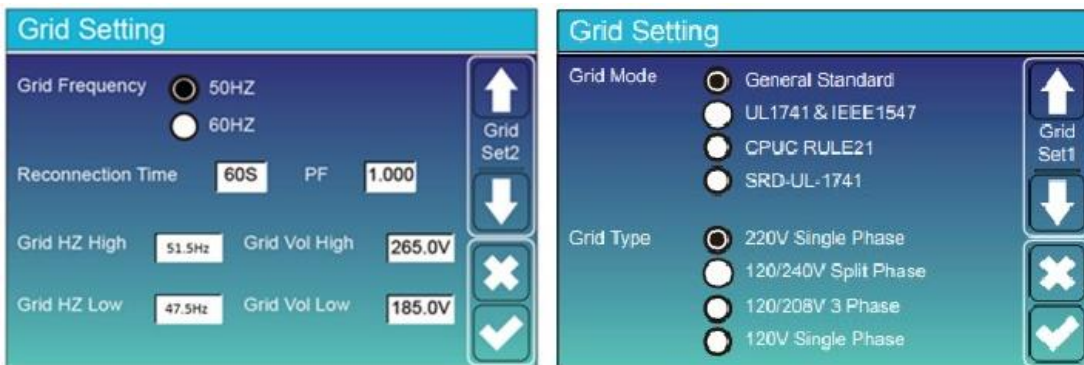 Grid Setting
Grid Frequency 50HZ
60HZ
Grid
Set2
Reconnection Time 60S PF 1.000
Grid HZ High 51.5Hz Grid Vol High 265.0V
Grid HZ Low 47.5Hz Grid Vol Low 185.0V
Grid Setting
Grid Mode General Standard
UL1741 & IEEE1547
CPUC RULE21
SRD-UL-1741
Grid
Set1
Grid Type 220V Single Phase
120/240V Split Phase
120/208V 3 Phase
120V Single Phase